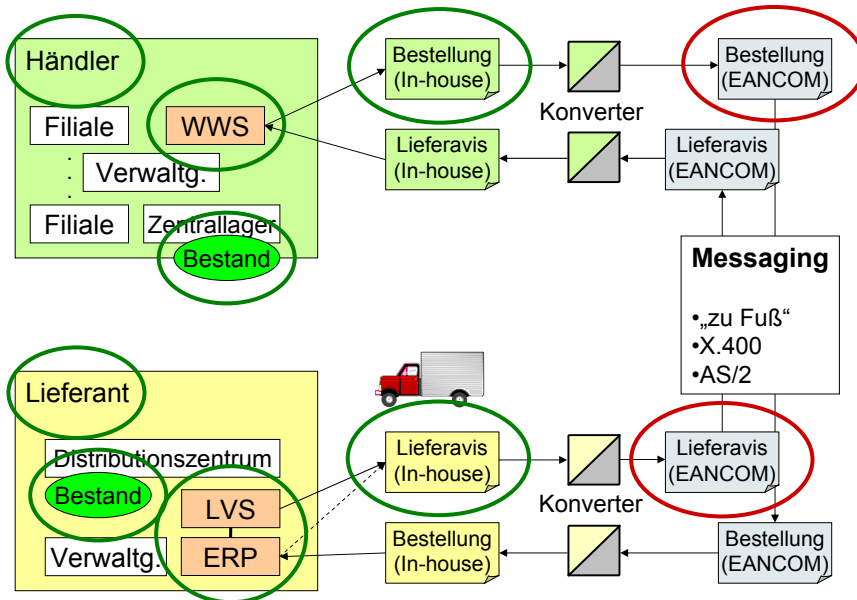 Händler
Filiale
WWS
.
.
.
.
Verwaltg.
Filiale
Zentrallager
Bestand
Bestellung
(In-house)
Konverter
Bestellung
(EANCOM)
Lieferavis
(In-house)
Lieferavis
(EANCOM)
Messaging
•„zu Fuß“
•X.400
•AS/2
Lieferant
Distributionszentrum
Bestand
LVS
Verwaltg.
ERP
Lieferavis
(In-house)
Konverter
Lieferavis
(EANCOM)
Bestellung
(In-house)
Bestellung
(EANCOM)